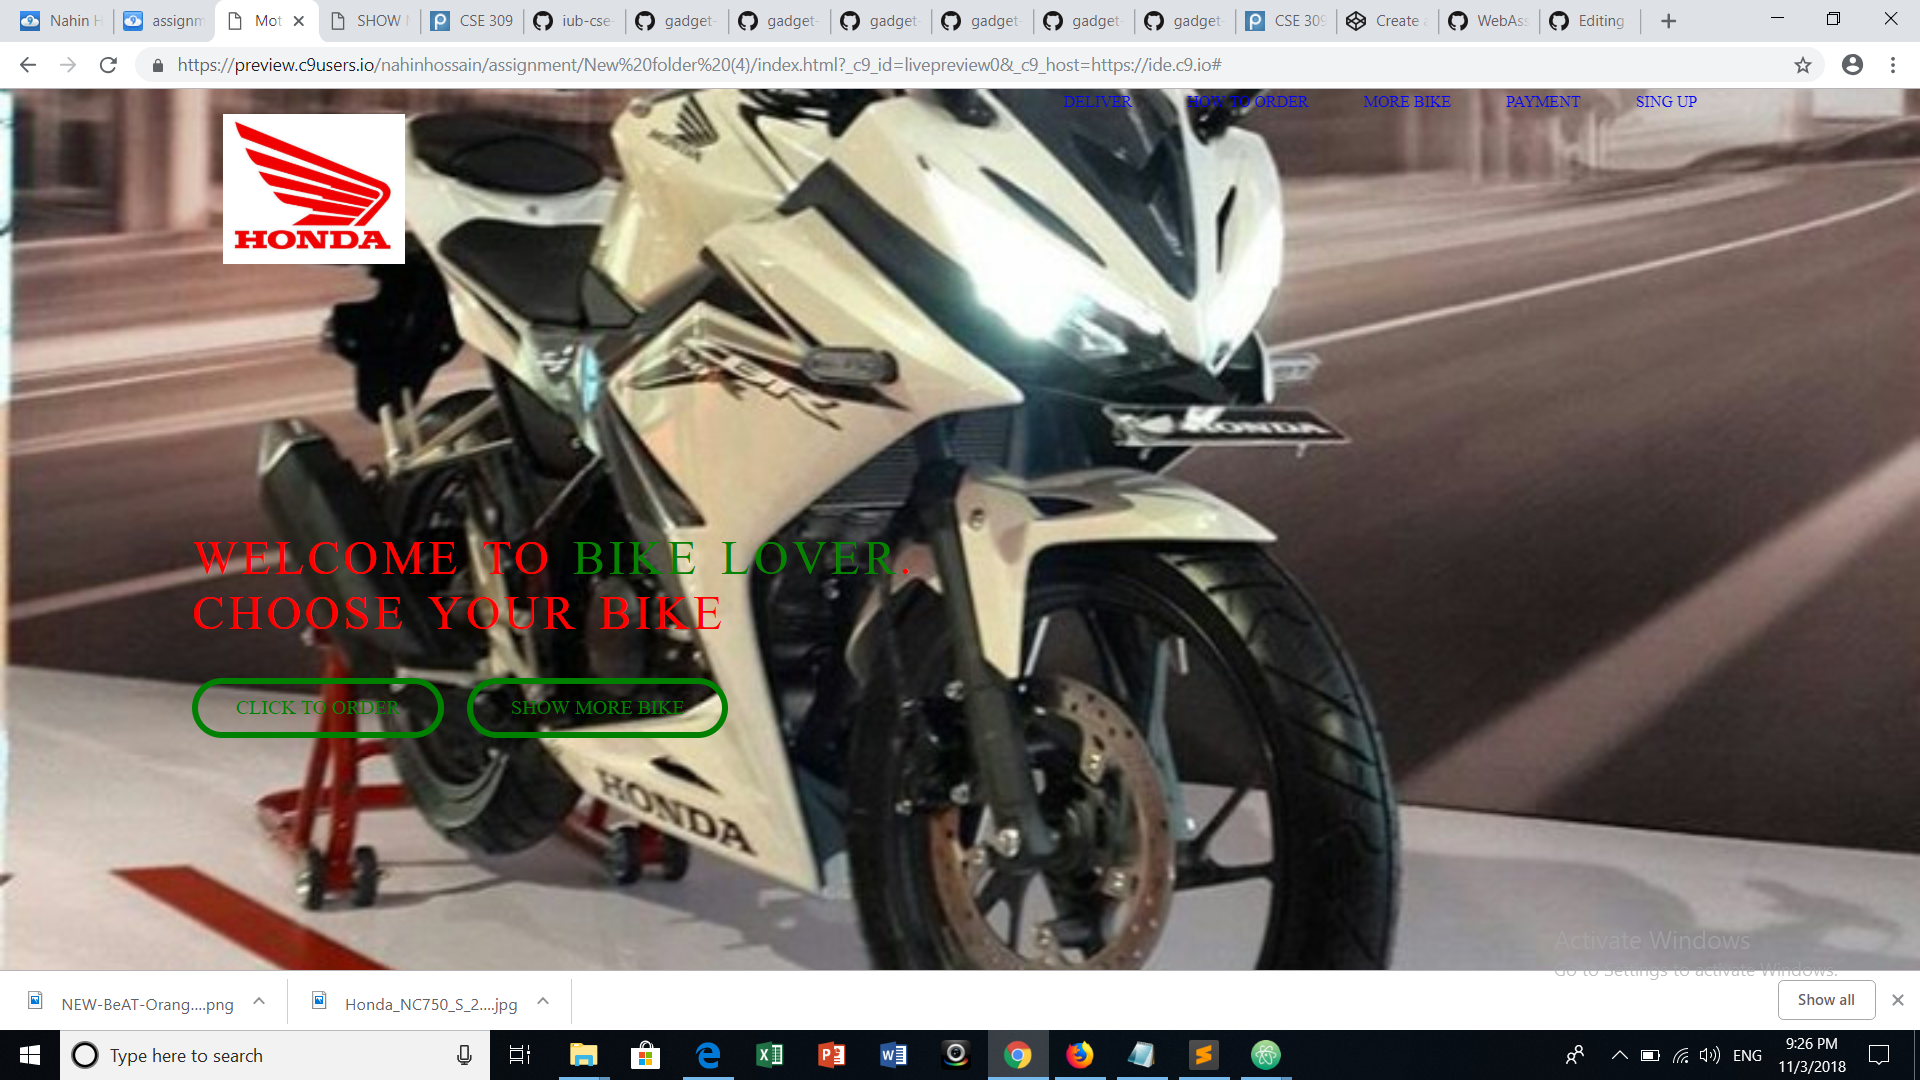 Nahin H
assignm
Mot
SHOW M
CSE 309
iub-cse-
gadget-
gadget-
gadget-
gadget-
gadget-
gadget-
CSE 309
Create a
WebAss
Editing
https://preview.c9users.io/nahinhossain/assignment/New%20folder%20(4)/index.html?_c9_id=livepreview0&_c9_host=https://ide.c9.io#
DELIVER HOW TO ORDER MORE BIKE PAYMENT SING UP
HONDA
HONDA
HONDA
WELCOME TO BIKE LOVER.
CHOOSE YOUR BIKE
CLICK TO ORDER SHOW MORE BIKE
HONDA
Activate Windows
Go to Settings to activate Windows.
NEW-BeAT-Orang....png
Honda_NC750_S_2....jpg
Show all
Type here to search
ENG
9:26 PM
11/3/2018